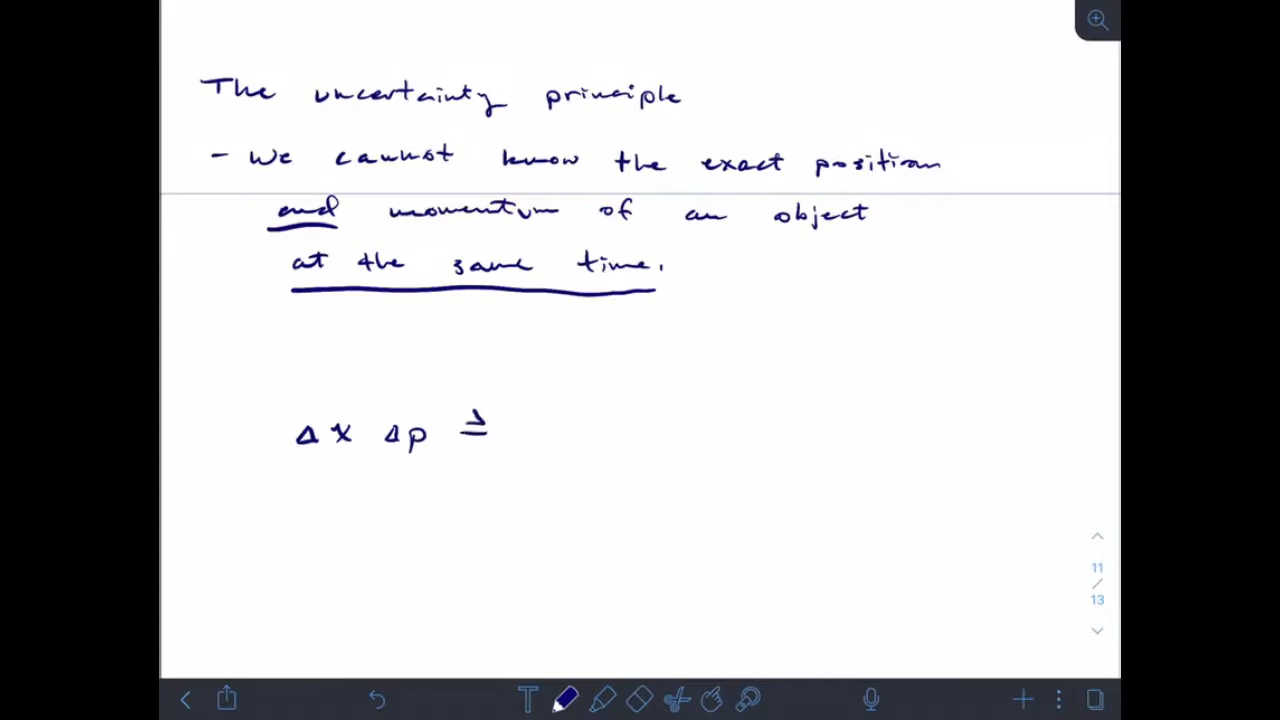 The uncertainty principle
- We cannot know the exact position
and momentum of an object
at the same time.
Δx Δp ≥
11
/
13
T